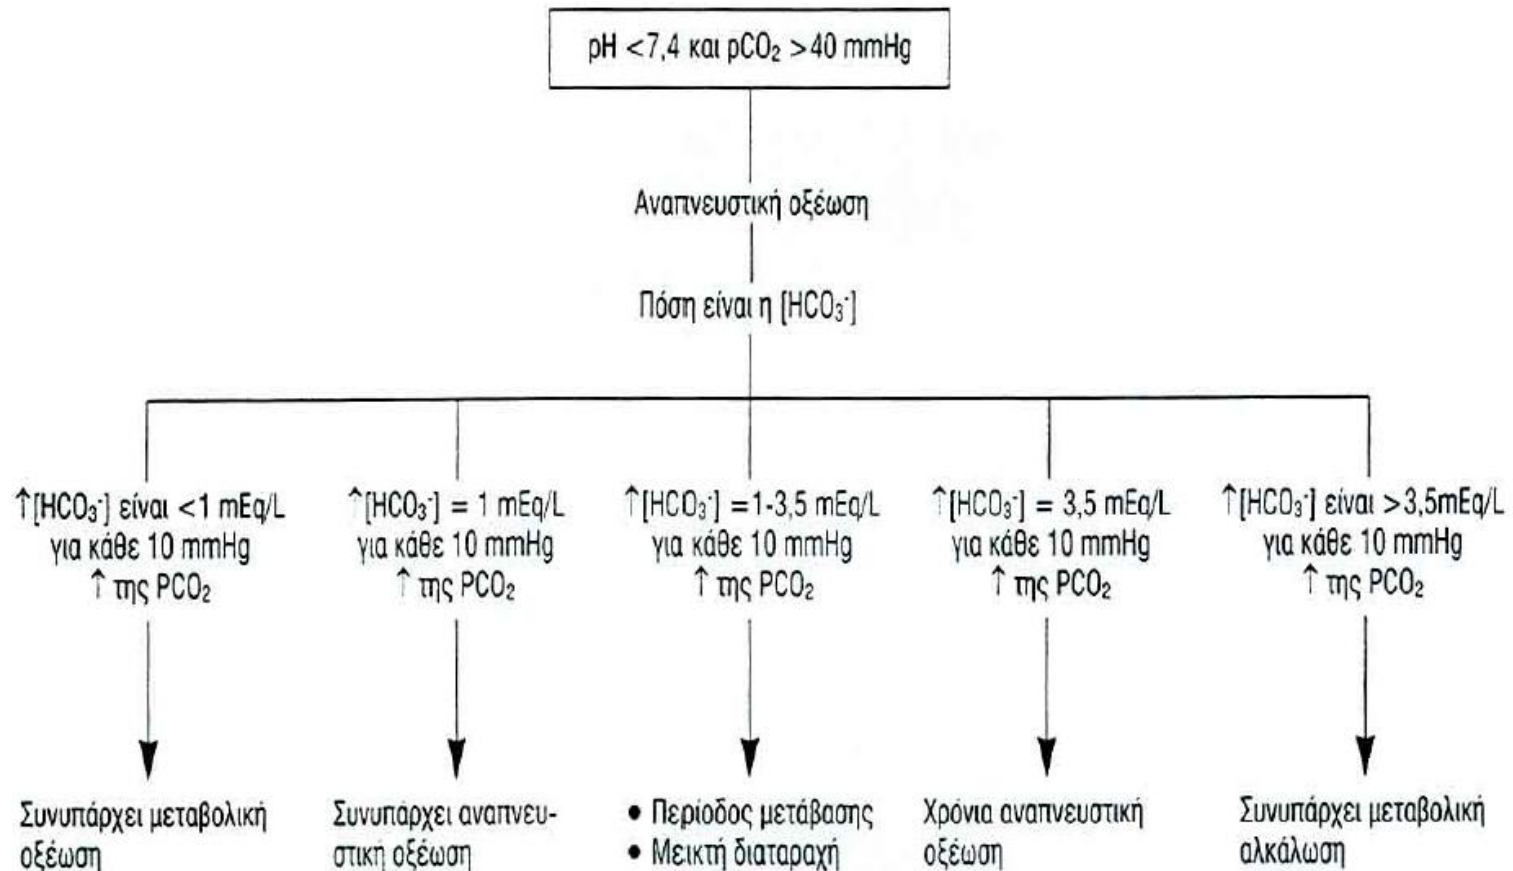 pH <7,4 και pCO₂ >40 mmHg
Αναπνευστική οξέωση
Πόση είναι η [HCO₃⁻]
↑[HCO₃⁻] είναι <1 mEq/L
για κάθε 10 mmHg
↑ της PCO₂
↑[HCO₃⁻] = 1 mEq/L
για κάθε 10 mmHg
↑ της PCO₂
↑[HCO₃⁻] =1-3,5 mEq/L
για κάθε 10 mmHg
↑ της PCO₂
↑[HCO₃⁻] = 3,5 mEq/L
για κάθε 10 mmHg
↑ της PCO₂
↑[HCO₃⁻] είναι >3,5mEq/L
για κάθε 10 mmHg
↑ της PCO₂
Συνυπάρχει μεταβολική
οξέωση
Συνυπάρχει αναπνευ-
στική οξέωση
• Περίοδος μετάβασης
• Μεικτή διαταραχή
Χρόνια αναπνευστική
οξέωση
Συνυπάρχει μεταβολική
αλκάλωση